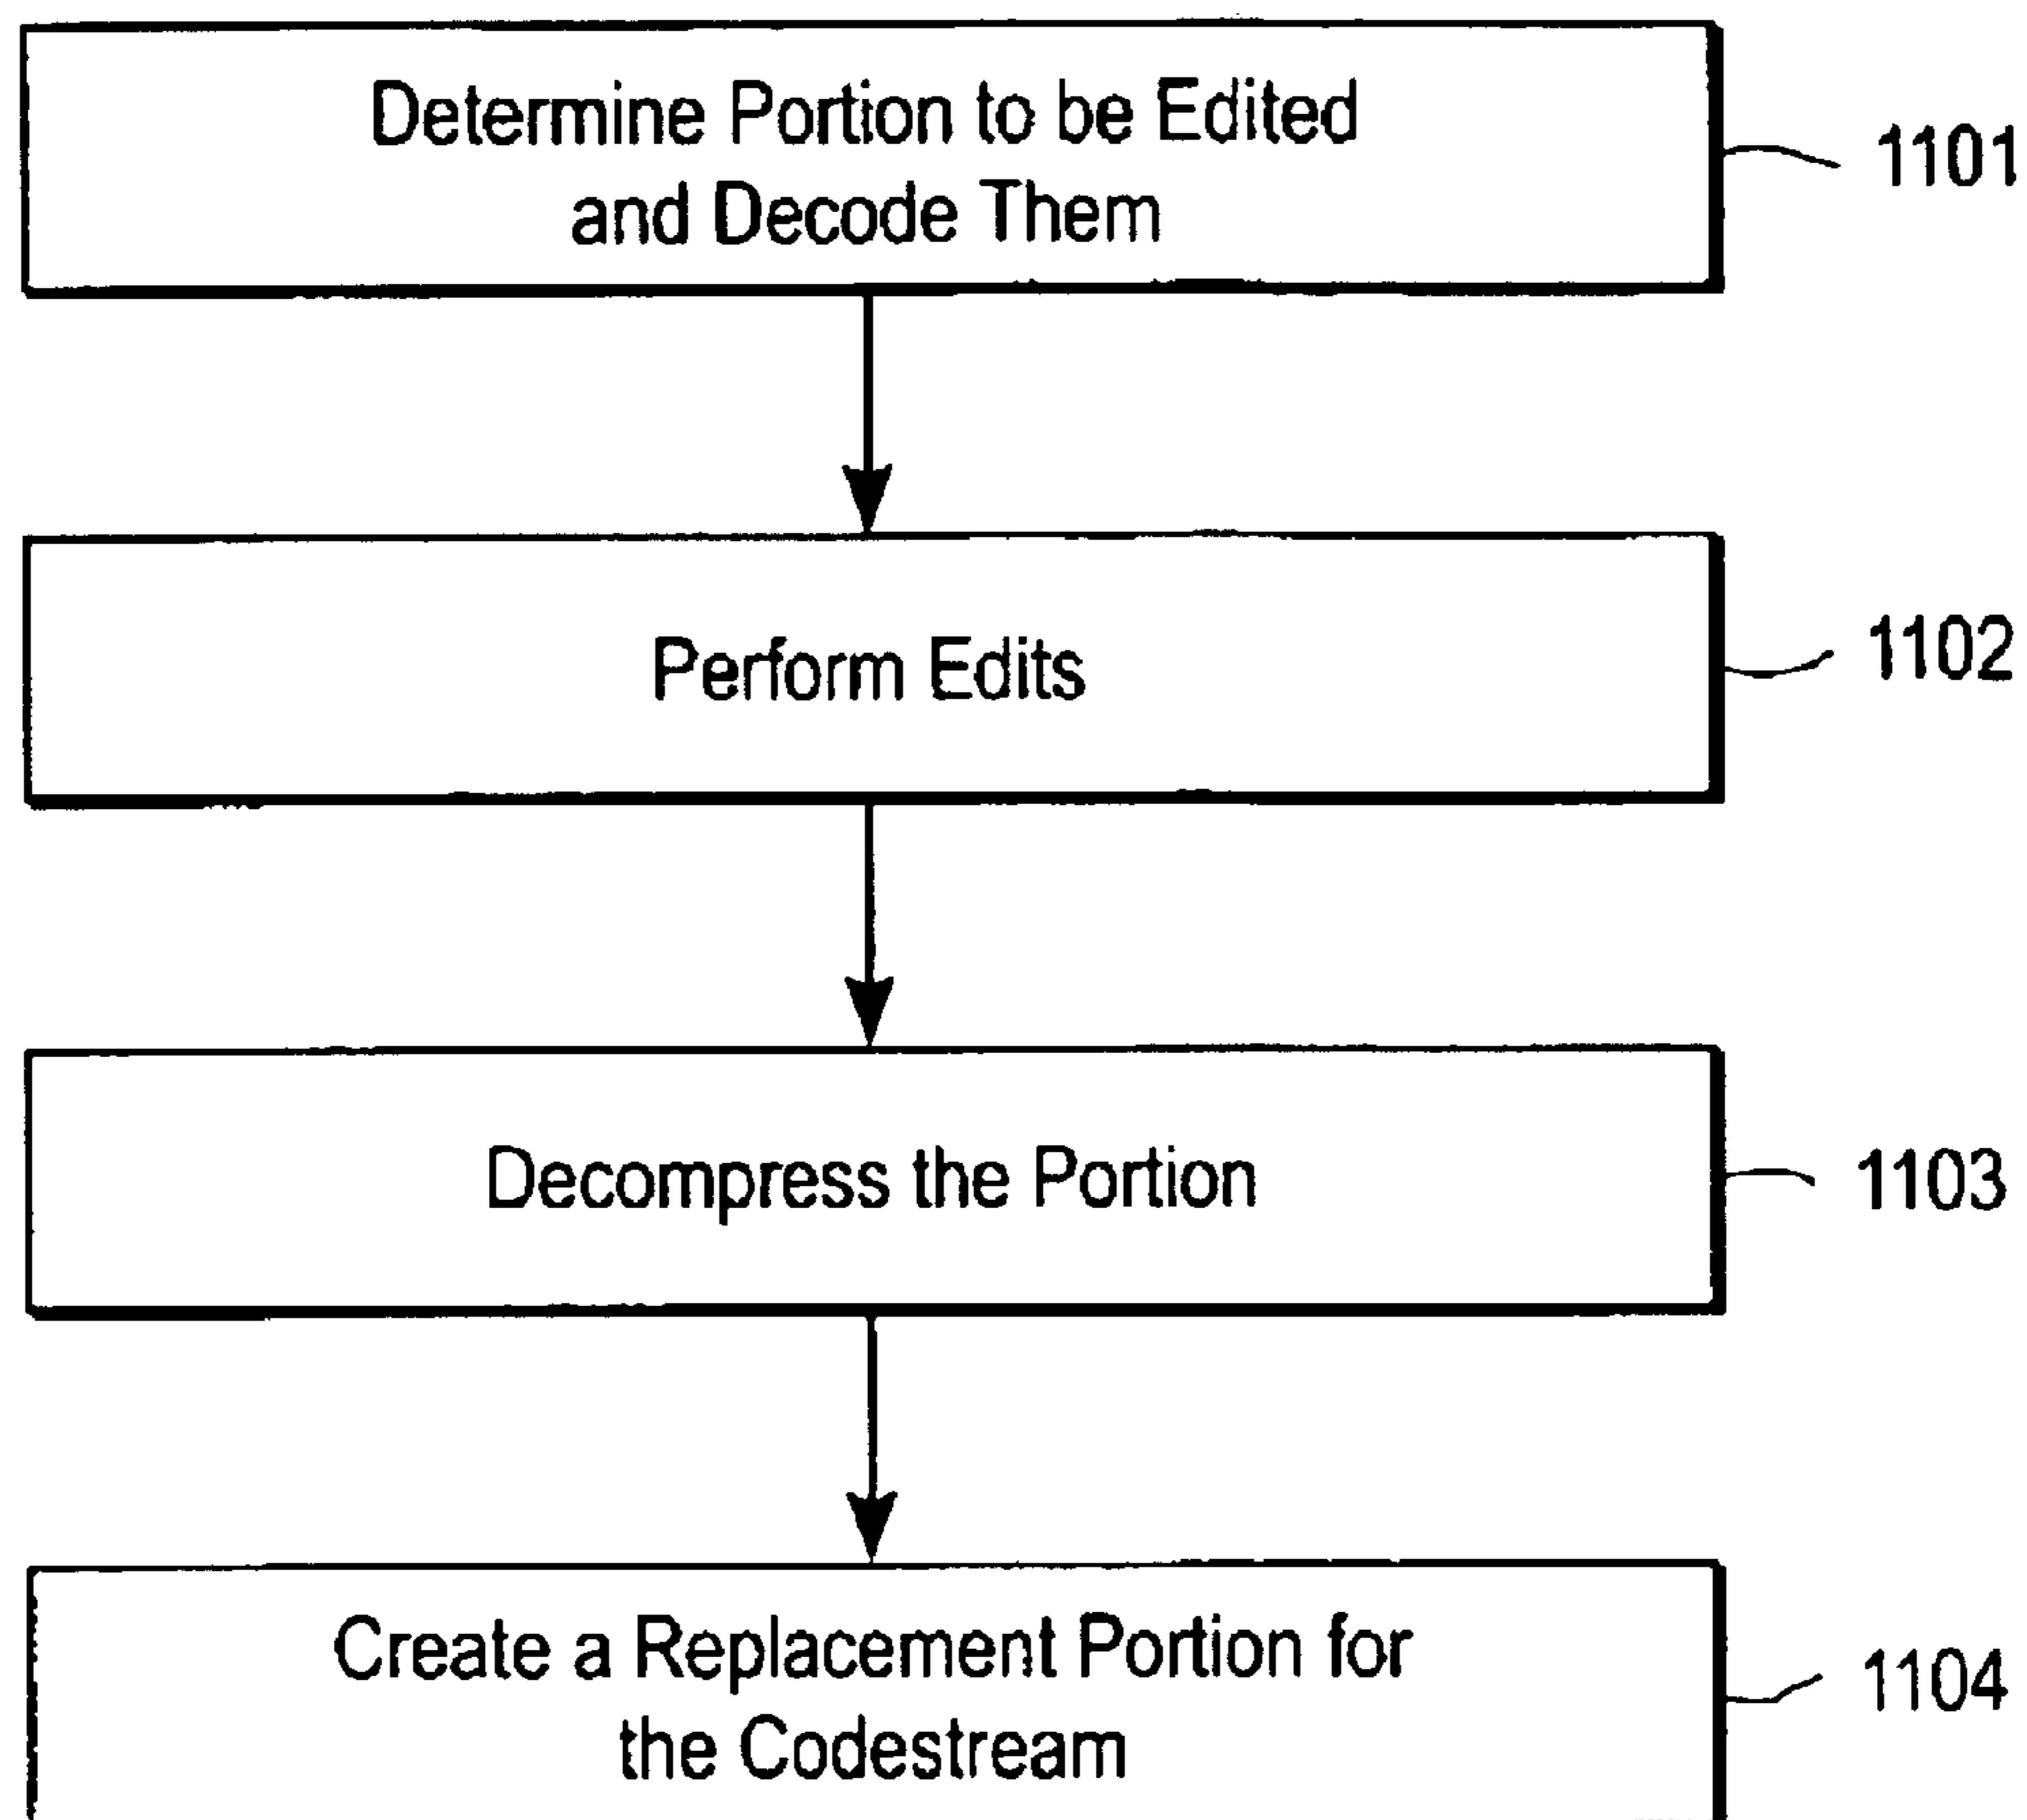 Determine Portion to be Edited
and Decode Them
1101
Perform Edits
1102
Decompress the Portion
1103
Create a Replacement Portion for
the Codestream
1104